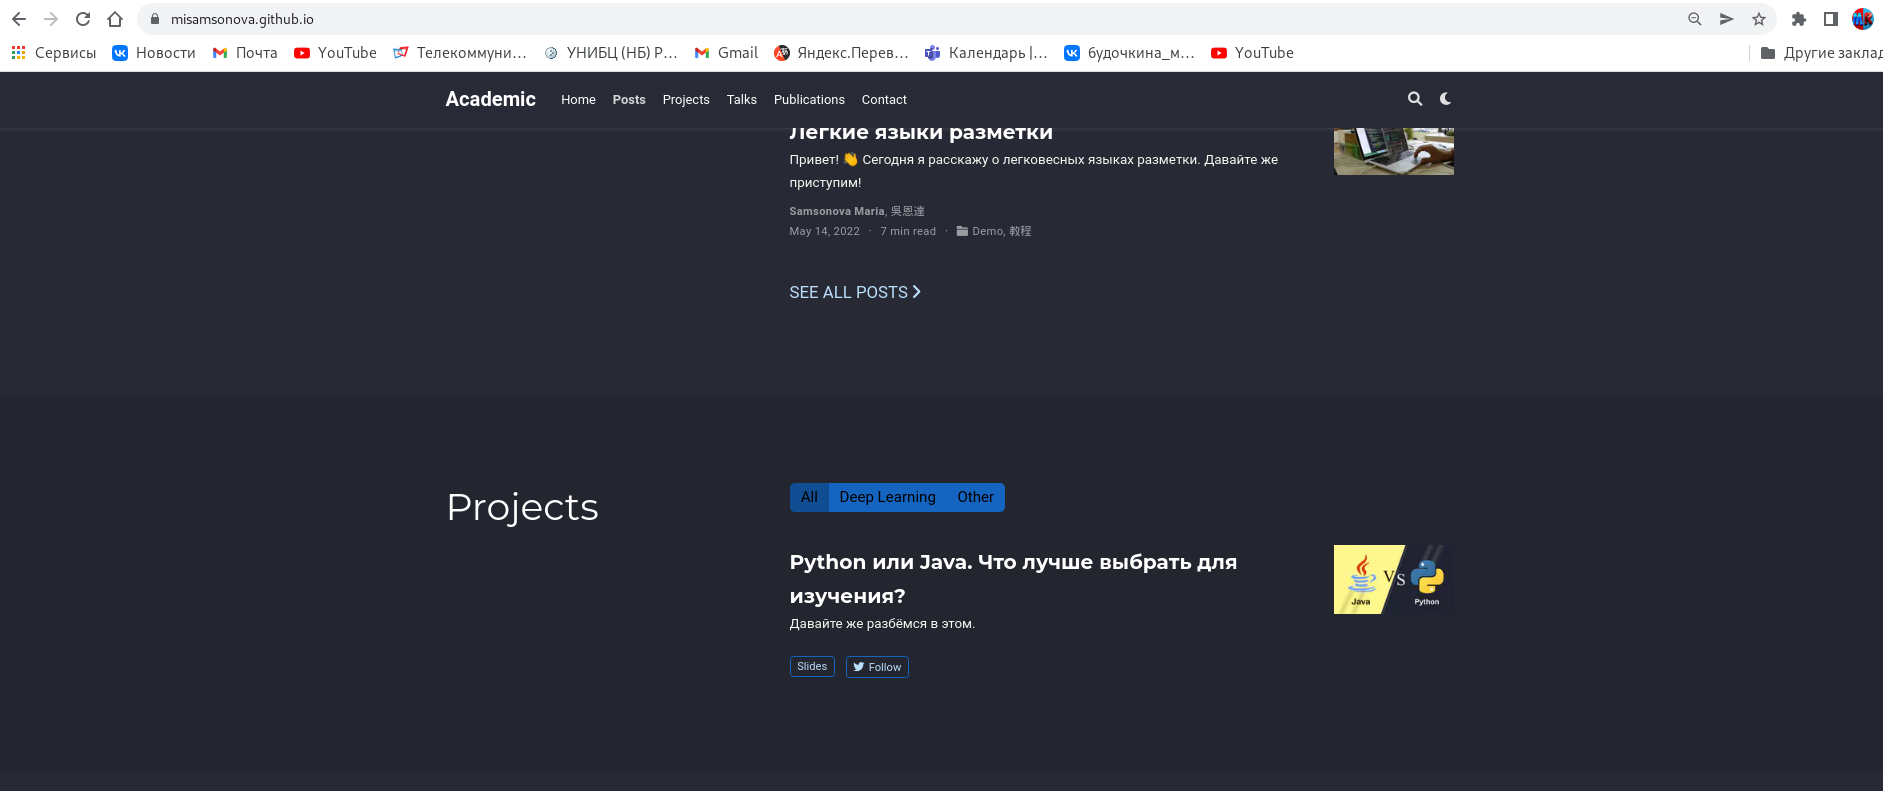 misamsonova.github.io
Сервисы Новости Почта YouTube Телекоммуни... УНИБЦ (НБ) Р... Gmail Яндекс.Перев... Календарь |... будочкина_м... YouTube Другие заклад
Academic Home Posts Projects Talks Publications Contact
Легкие языки разметки
Привет! 👋 Сегодня я расскажу о легковесных языках разметки. Давайте же
приступим!
Samsonova Maria, 吳恩達
May 14, 2022 · 7 min read · Demo, 教程
SEE ALL POSTS
Projects
All Deep Learning Other
Python или Java. Что лучше выбрать для
изучения?
Давайте же разбёмся в этом.
Java VS Python
Slides Follow